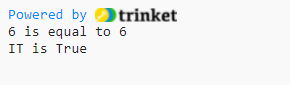 Powered by trinket
6 is equal to 6
IT is True